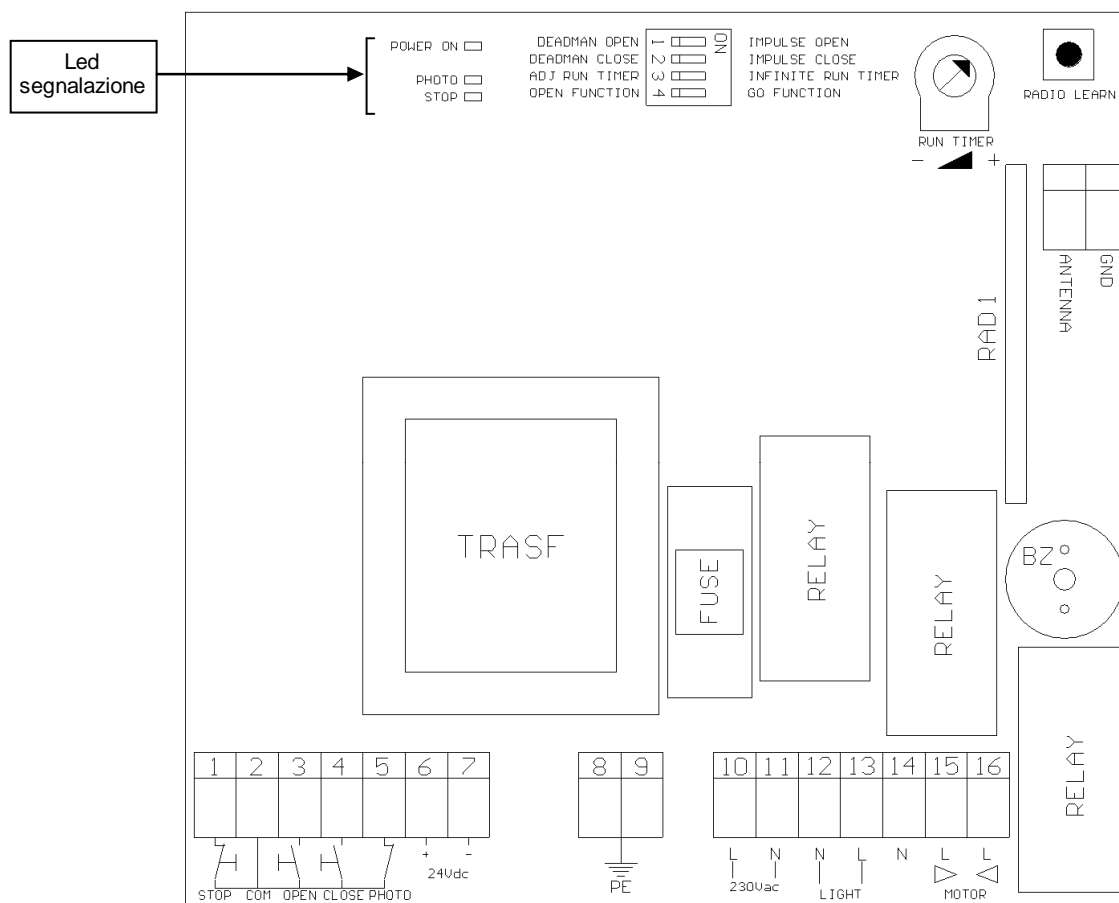 Led
segnalazione
POWER ON
PHOTO
STOP
DEADMAN OPEN 1 ON IMPULSE OPEN
DEADMAN CLOSE 2 IMPULSE CLOSE
ADJ RUN TIMER 3 INFINITE RUN TIMER
OPEN FUNCTION 4 GO FUNCTION
RUN TIMER
- +
RADIO LEARN
ANTENNA
GND
RAD1
TRASF
FUSE
RELAY
RELAY
BZ
RELAY
1 2 3 4 5 6 7
8 9
10 11 12 13 14 15 16
+ -
24Vdc
STOP COM OPEN CLOSE PHOTO
PE
L N N L N L L
230Vac LIGHT MOTOR